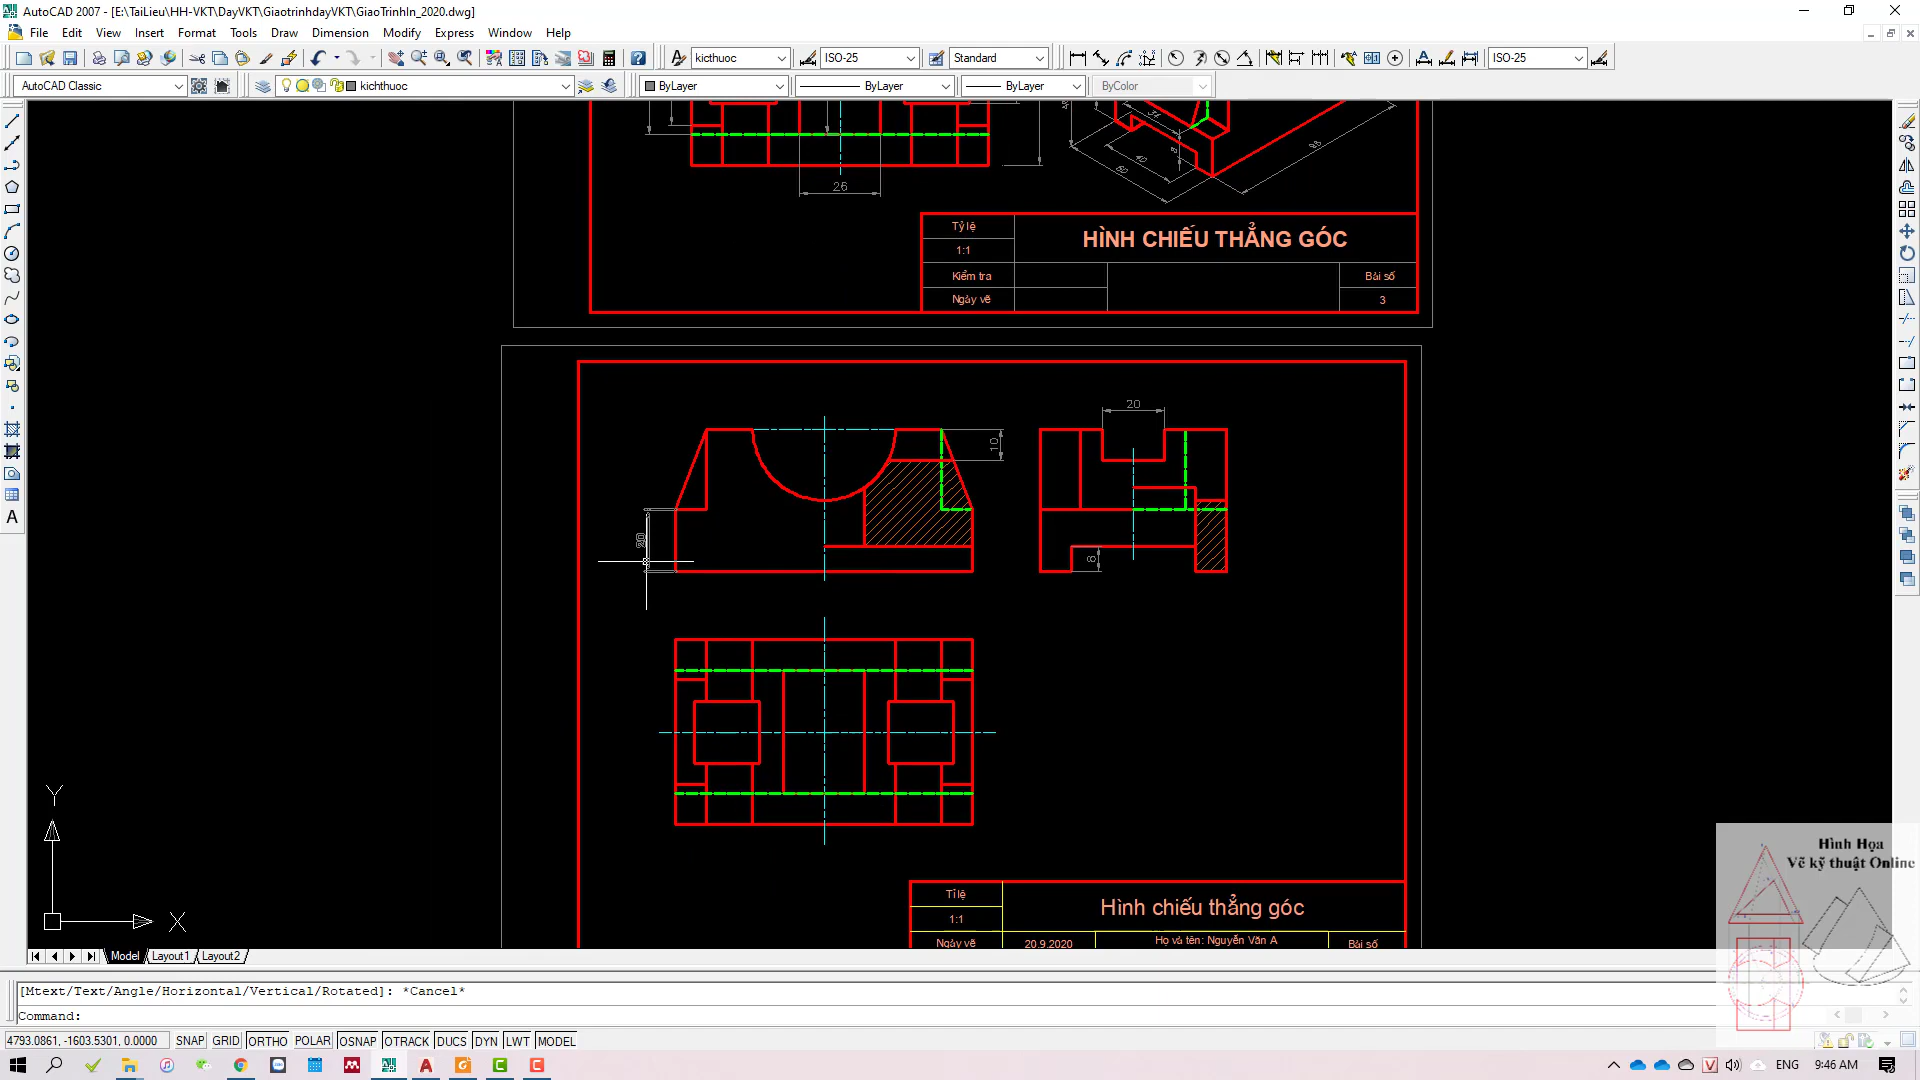 AutoCAD 2007 - [E:\TaiLieu\HH-VKT\DayVKT\GiaotrinhdayVKT\GiaoTrinhIn_2020.dwg]
File Edit View Insert Format Tools Draw Dimension Modify Express Window Help
kicthuoc ISO-25 Standard ISO-25
AutoCAD Classic kichthuoc ByLayer ByLayer ByLayer ByColor
26
40
60
8
98
Tỷ lệ
HÌNH CHIẾU THẲNG GÓC
1:1
Kiểm tra
Bài số
Ngày vẽ
3
20
10
20
8
Tỉ lệ
Hình chiếu thẳng góc
1:1
Ngày vẽ 20.9.2020 Họ và tên: Nguyễn Văn A Bài số
Y
X
Hình Họa
Vẽ kỹ thuật Online
Model Layout1 Layout2
[Mtext/Text/Angle/Horizontal/Vertical/Rotated]: *Cancel*
Command:
4793.0861, -1603.5301, 0.0000 SNAP GRID ORTHO POLAR OSNAP OTRACK DUCS DYN LWT MODEL
ENG 9:46 AM